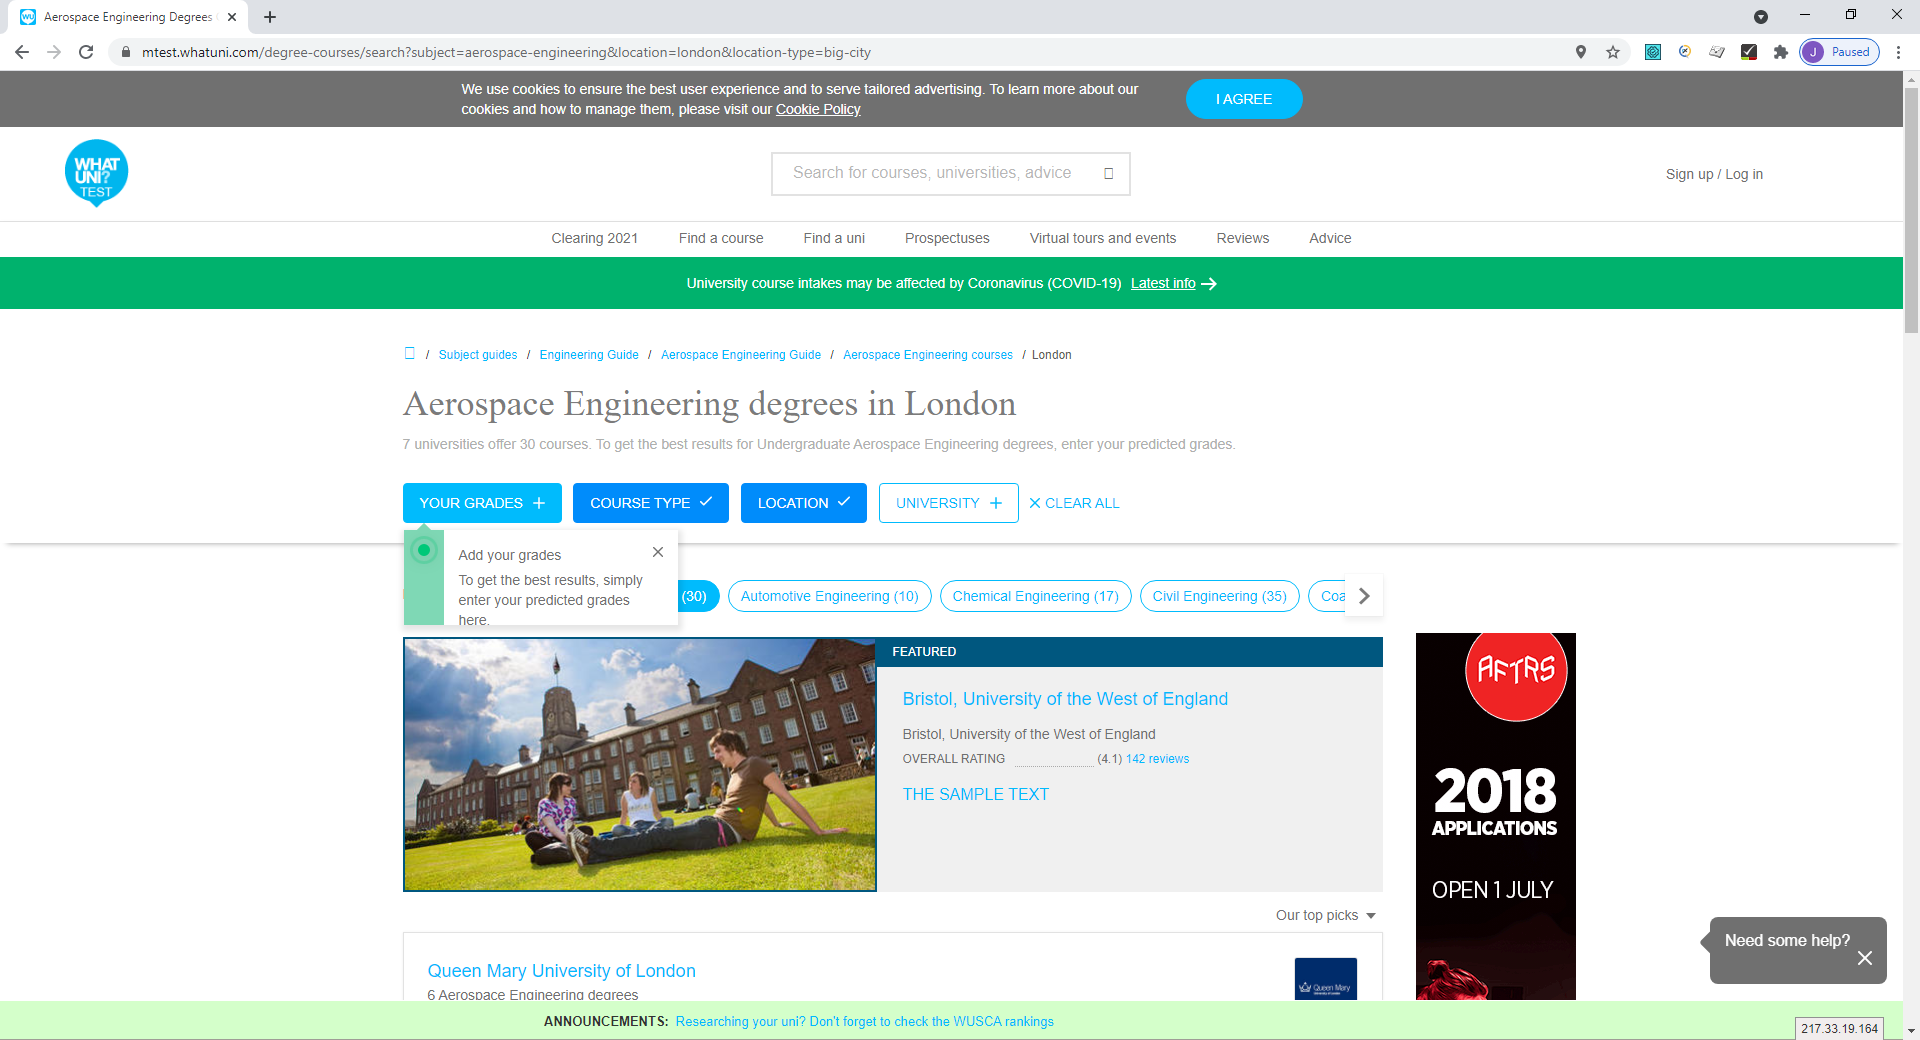 Aerospace Engineering Degrees
mtest.whatuni.com/degree-courses/search?subject=aerospace-engineering&location=london&location-type=big-city
J Paused
We use cookies to ensure the best user experience and to serve tailored advertising. To learn more about our
cookies and how to manage them, please visit our Cookie Policy
I AGREE
WHAT
UNI?
TEST
Search for courses, universities, advice
Sign up / Log in
Clearing 2021 Find a course Find a uni Prospectuses Virtual tours and events Reviews Advice
University course intakes may be affected by Coronavirus (COVID-19) Latest info
/ Subject guides / Engineering Guide / Aerospace Engineering Guide / Aerospace Engineering courses / London
Aerospace Engineering degrees in London
7 universities offer 30 courses. To get the best results for Undergraduate Aerospace Engineering degrees, enter your predicted grades.
YOUR GRADES COURSE TYPE LOCATION UNIVERSITY CLEAR ALL
Add your grades
To get the best results, simply
enter your predicted grades
here.
(30) Automotive Engineering (10) Chemical Engineering (17) Civil Engineering (35) Coa
FEATURED
Bristol, University of the West of England
Bristol, University of the West of England
OVERALL RATING (4.1) 142 reviews
THE SAMPLE TEXT
AFTRS
2018
APPLICATIONS
OPEN 1 JULY
Our top picks
Need some help?
Queen Mary University of London
6 Aerospace Engineering degrees
Queen Mary
ANNOUNCEMENTS: Researching your uni? Don't forget to check the WUSCA rankings
217.33.19.164